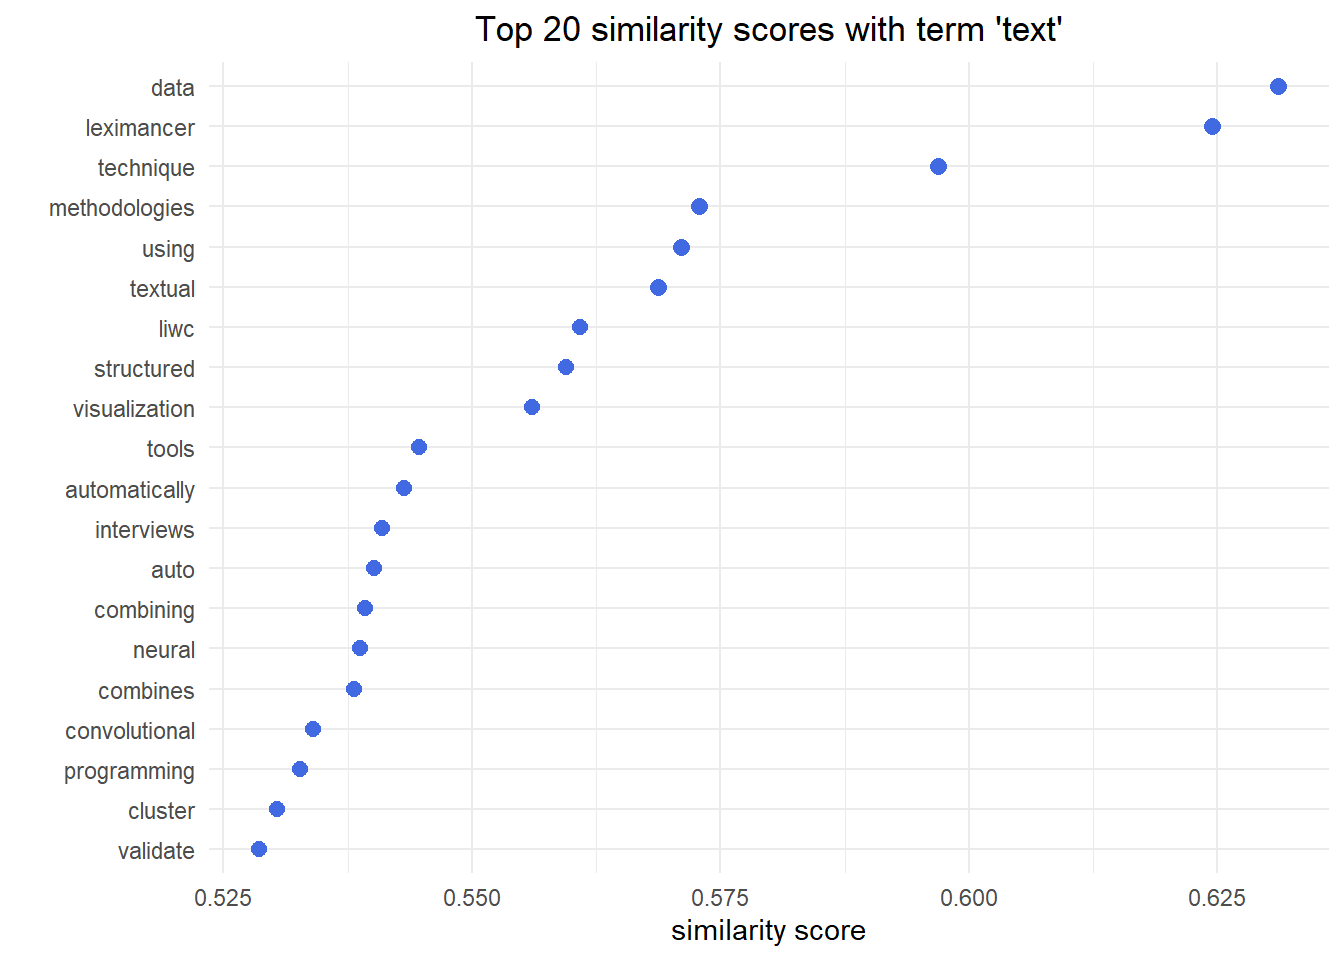 Top 20 similarity scores with term 'text'
data
leximancer
technique
methodologies
using
textual
liwc
structured
visualization
tools
automatically
interviews
auto
combining
neural
combines
convolutional
programming
cluster
validate
0.525 0.550 0.575 0.600 0.625
similarity score